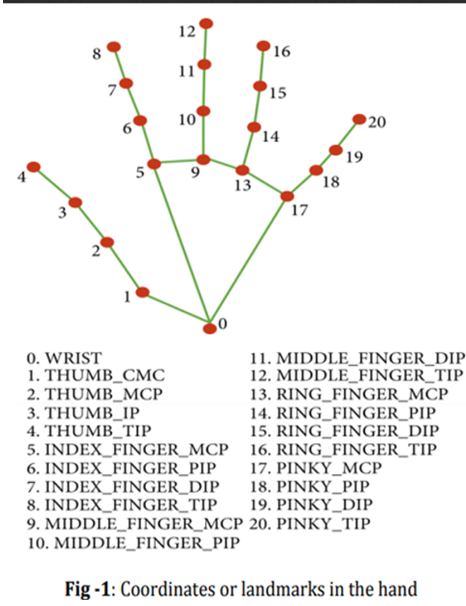 12
16
8
11
7
15
10
20
6
14
19
5
9
4
13
18
3
17
2
1
0
0. WRIST
1. THUMB_CMC
2. THUMB_MCP
3. THUMB_IP
4. THUMB_TIP
5. INDEX_FINGER_MCP
6. INDEX_FINGER_PIP
7. INDEX_FINGER_DIP
8. INDEX_FINGER_TIP
9. MIDDLE_FINGER_MCP
10. MIDDLE_FINGER_PIP
11. MIDDLE_FINGER_DIP
12. MIDDLE_FINGER_TIP
13. RING_FINGER_MCP
14. RING_FINGER_PIP
15. RING_FINGER_DIP
16. RING_FINGER_TIP
17. PINKY_MCP
18. PINKY_PIP
19. PINKY_DIP
20. PINKY_TIP
Fig -1: Coordinates or landmarks in the hand